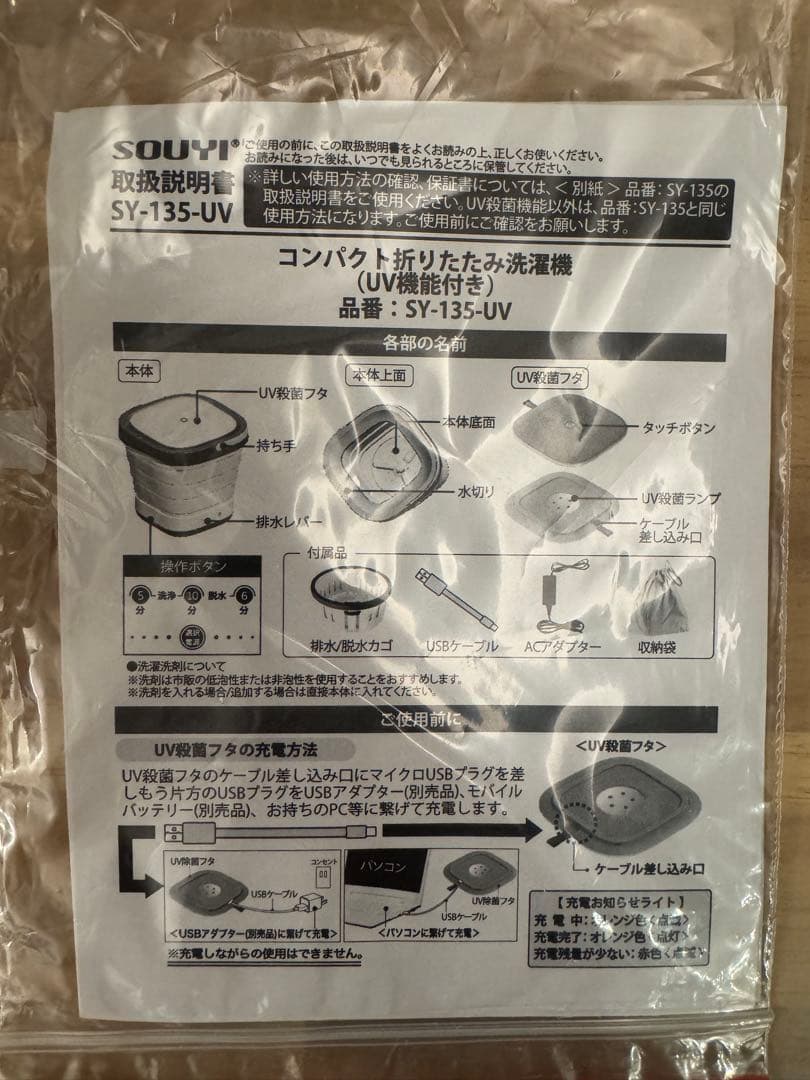 SOUYI®
ご使用の前に、この取扱説明書をよくお読みの上、正しくお使いください。
お読みになった後は、いつでも見られるところに保管してください。
取扱説明書
SY-135-UV
※詳しい使用方法の確認、保証書については、＜別紙＞品番：SY-135の
取扱説明書をご使用ください。UV殺菌機能以外は、品番：SY-135と同じ
使用方法になります。ご使用前にご確認をお願いします。
コンパクト折りたたみ洗濯機
（UV機能付き）
品番：SY-135-UV
各部の名前
本体
UV殺菌フタ
持ち手
排水レバー
本体上面
本体底面
水切り
UV殺菌フタ
タッチボタン
UV殺菌ランプ
ケーブル
差し込み口
操作ボタン
5 洗浄 10 脱水 6
分 分 分
選択
電源
付属品
排水/脱水カゴ
USBケーブル
ACアダプター
収納袋
●洗濯洗剤について
※洗剤は市販の低泡性または非泡性を使用することをおすすめします。
※洗剤を入れる場合/追加する場合は直接本体に入れてください。
ご使用前に
UV殺菌フタの充電方法
UV殺菌フタのケーブル差し込み口にマイクロUSBプラグを差
しもう片方のUSBプラグをUSBアダプター(別売品)、モバイル
バッテリー(別売品)、お持ちのPC等に繋げて充電します。
＜UV殺菌フタ＞
ケーブル差し込み口
UV除菌フタ
コンセント
USBケーブル
＜USBアダプター(別売品)に繋げて充電＞
パソコン
UV除菌フタ
USBケーブル
＜パソコンに繋げて充電＞
※充電しながらの使用はできません。
【充電お知らせライト】
充電中：オレンジ色＜点滅＞
充電完了：オレンジ色＜点灯＞
充電残量が少ない：赤色＜点滅＞